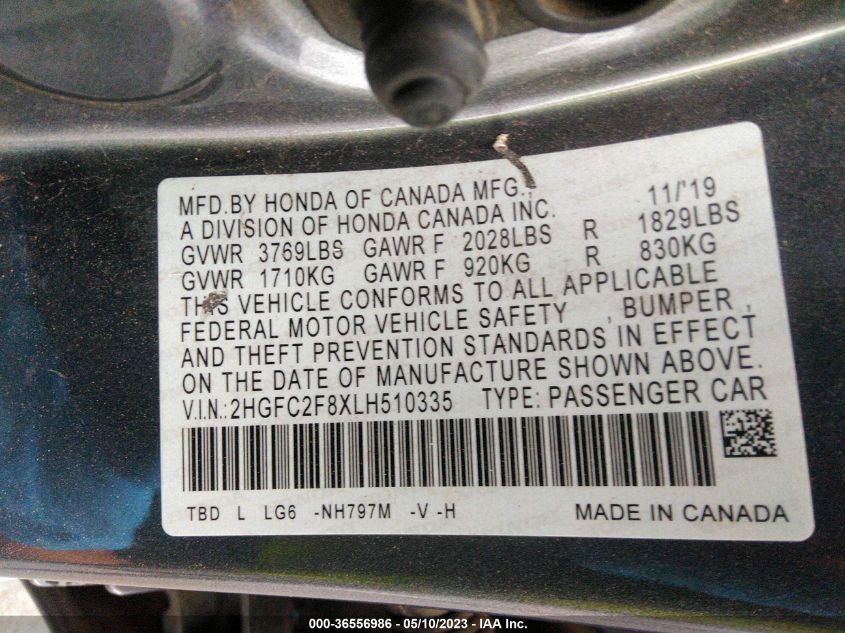 MFD.BY HONDA OF CANADA MFG., 11/'19
A DIVISION OF HONDA CANADA INC.
GVWR 3769LBS GAWR F 2028LBS R 1829LBS
GVWR 1710KG GAWR F 920KG R 830KG
THIS VEHICLE CONFORMS TO ALL APPLICABLE
FEDERAL MOTOR VEHICLE SAFETY , BUMPER ,
AND THEFT PREVENTION STANDARDS IN EFFECT
ON THE DATE OF MANUFACTURE SHOWN ABOVE.
V.I.N.: 2HGFC2F8XLH510335 TYPE: PASSENGER CAR
TBD L LG6 -NH797M -V -H MADE IN CANADA
000-36556986 - 05/10/2023 - IAA Inc.